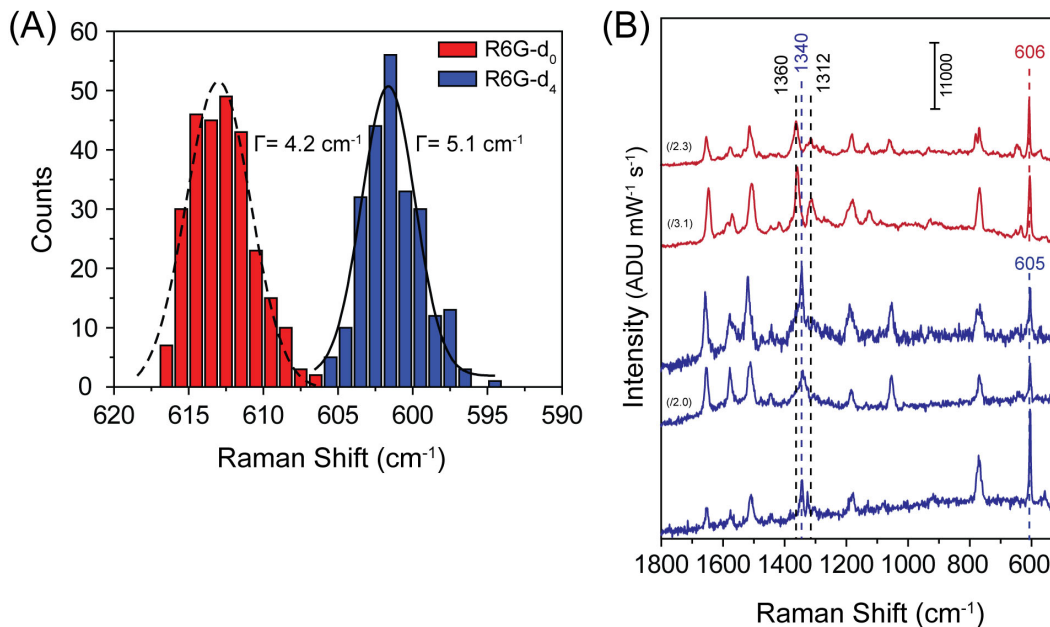 (A)
60
50
40
30
20
10
0
Counts
R6G-d0
R6G-d4
Γ= 4.2 cm-1
Γ= 5.1 cm-1
620 615 610 605 600 595 590
Raman Shift (cm-1)
(B)
1360
1340
1312
11000
606
(/2.3)
(/3.1)
605
(/2.0)
Intensity (ADU mW-1 s-1)
1800 1600 1400 1200 1000 800 600
Raman Shift (cm-1)